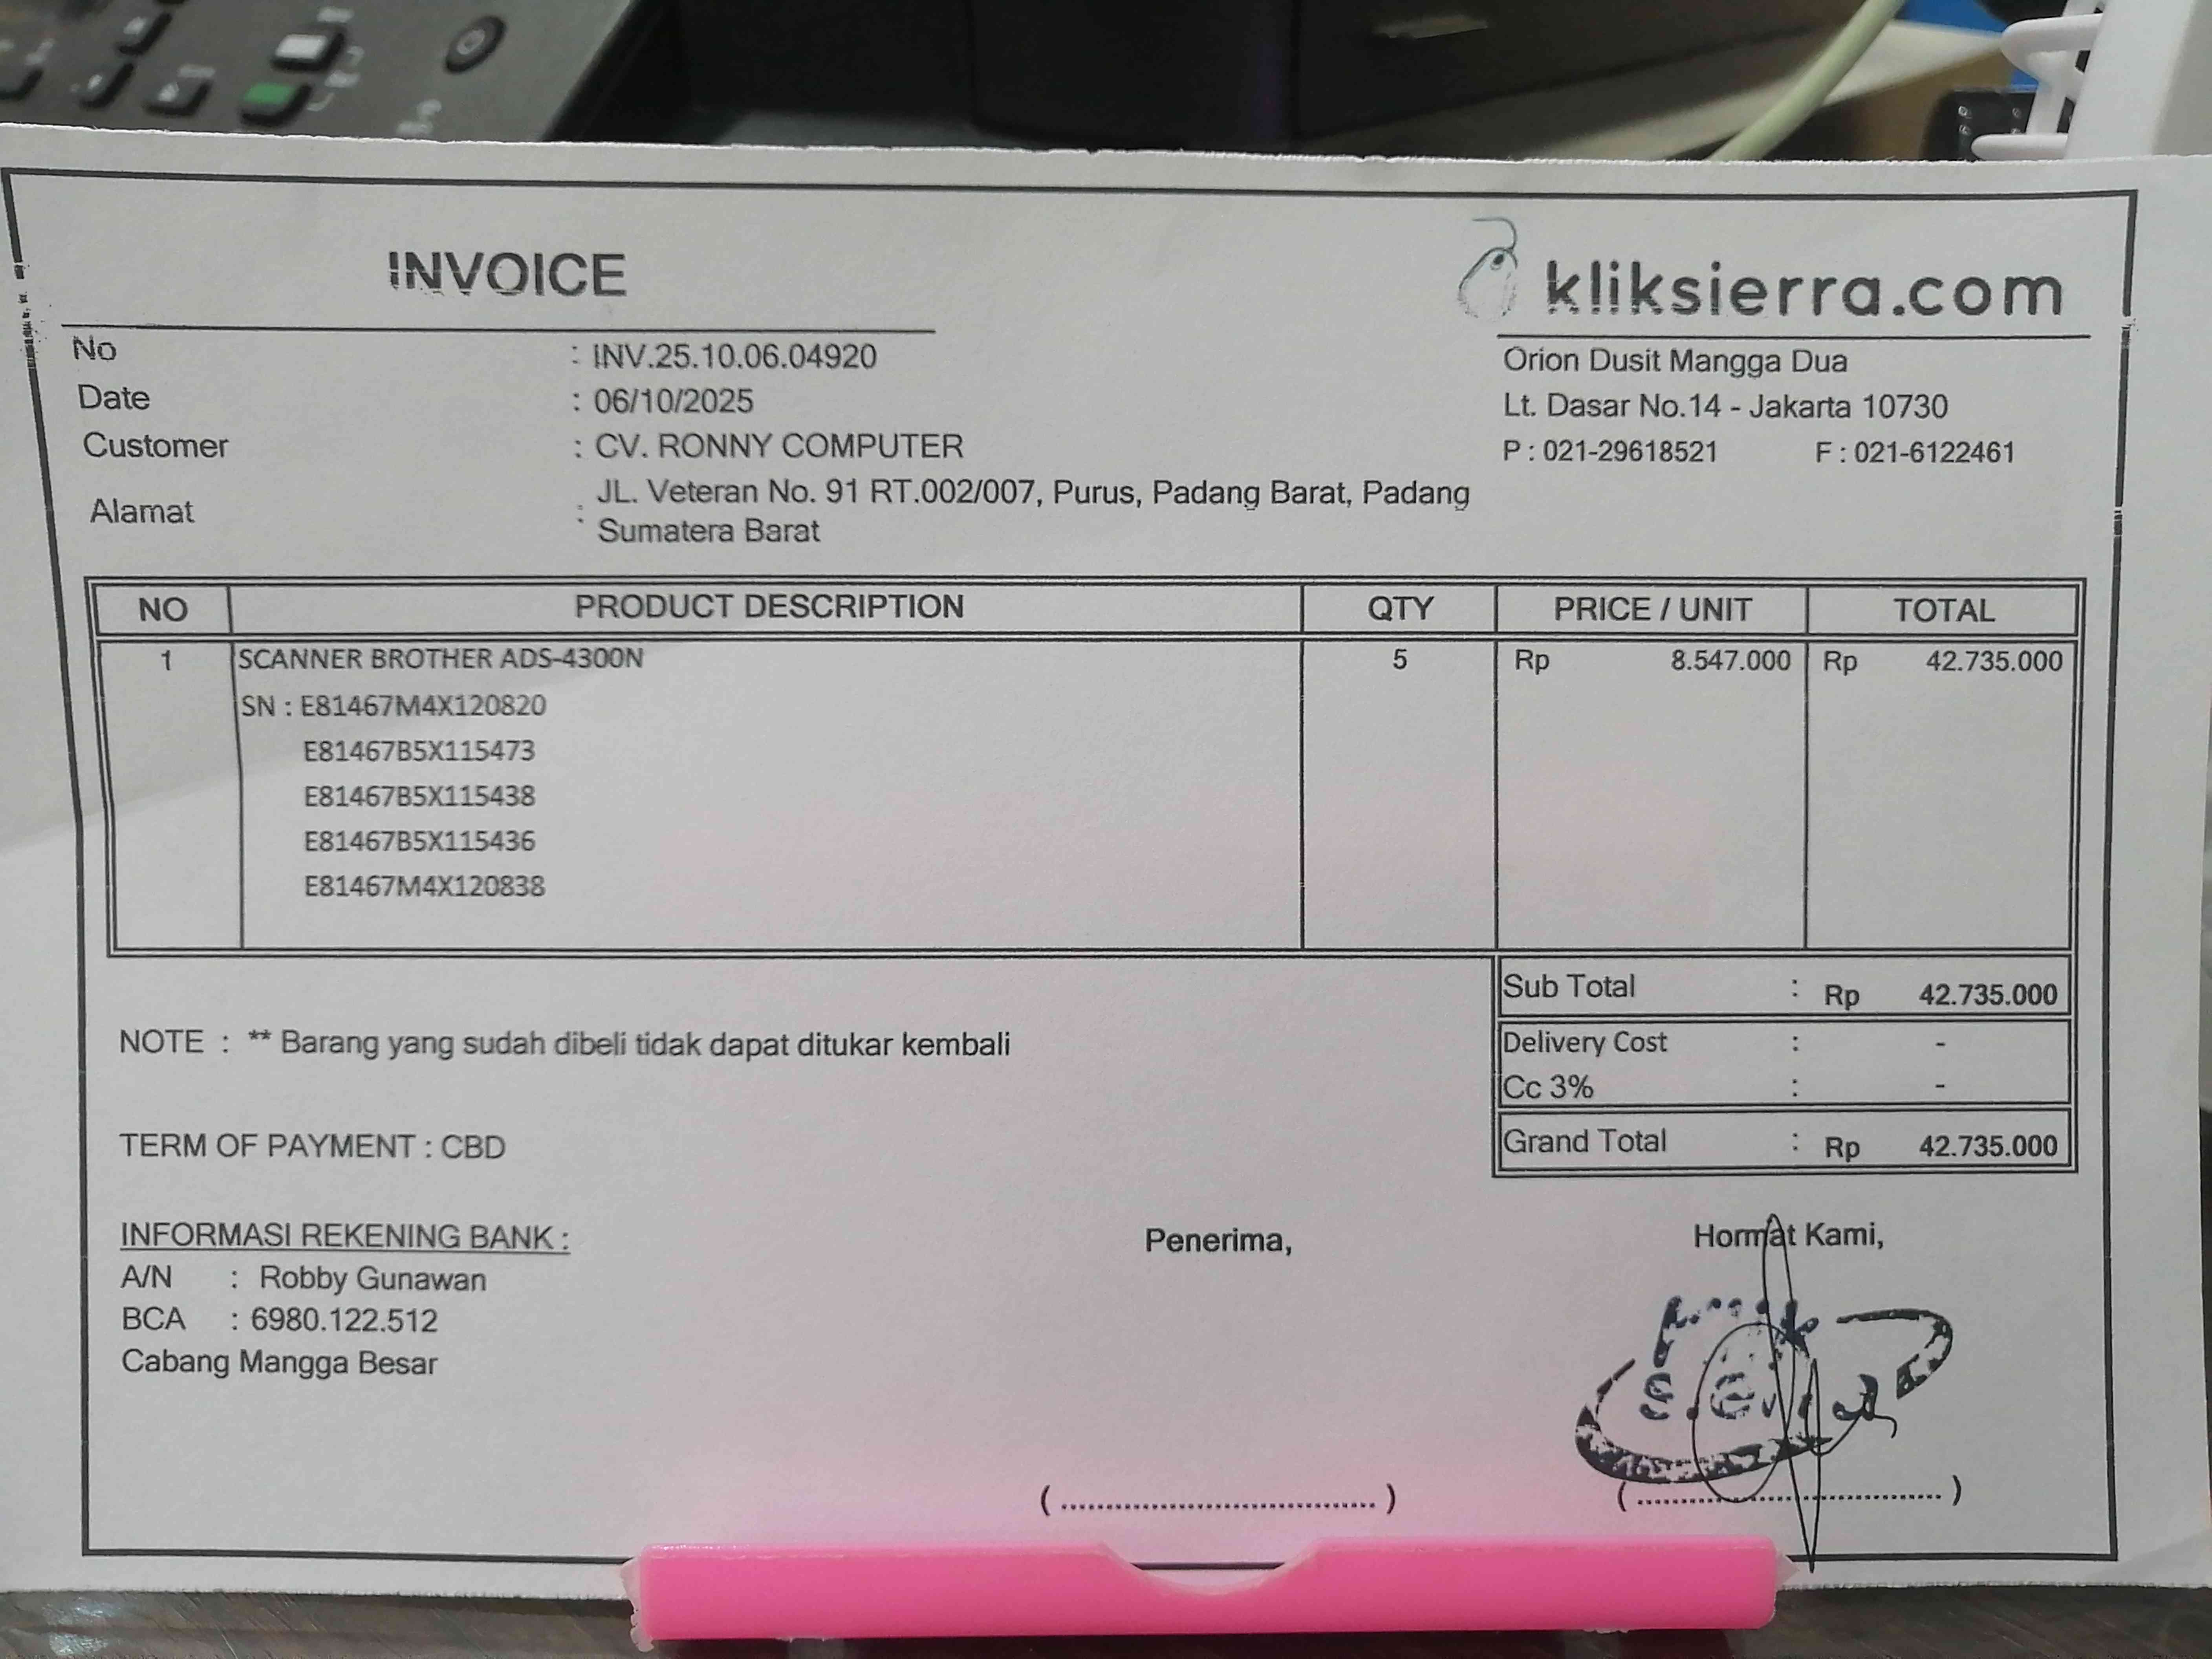 INVOICE
kliksierra.com
No : INV.25.10.06.04920
Date : 06/10/2025
Customer : CV. RONNY COMPUTER
Alamat : JL. Veteran No. 91 RT.002/007, Purus, Padang Barat, Padang
Sumatera Barat
Orion Dusit Mangga Dua
Lt. Dasar No.14 - Jakarta 10730
P : 021-29618521 F : 021-6122461
NO PRODUCT DESCRIPTION QTY PRICE / UNIT TOTAL
1 SCANNER BROTHER ADS-4300N 5 Rp 8.547.000 Rp 42.735.000
SN : E81467M4X120820
E81467B5X115473
E81467B5X115438
E81467B5X115436
E81467M4X120838
Sub Total : Rp 42.735.000
Delivery Cost : -
Cc 3% : -
Grand Total : Rp 42.735.000
NOTE : ** Barang yang sudah dibeli tidak dapat ditukar kembali
TERM OF PAYMENT : CBD
INFORMASI REKENING BANK :
A/N : Robby Gunawan
BCA : 6980.122.512
Cabang Mangga Besar
Penerima,
Hormat Kami,
( ........................................ )
( ........................................ )